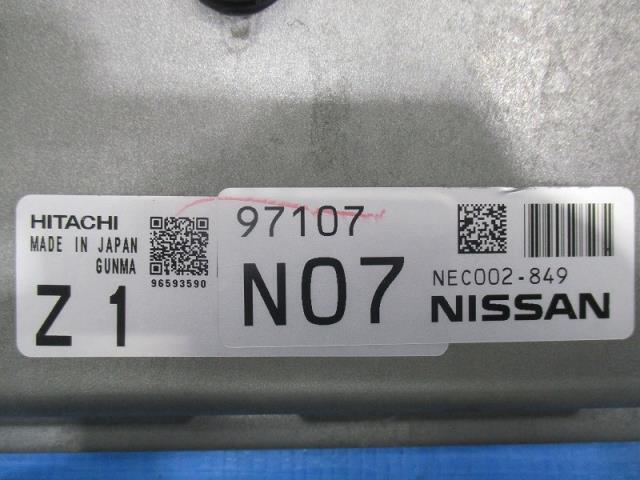 HITACHI
MADE IN JAPAN
GUNMA
96593590
Z 1
97107
N07
NEC002-849
NISSAN